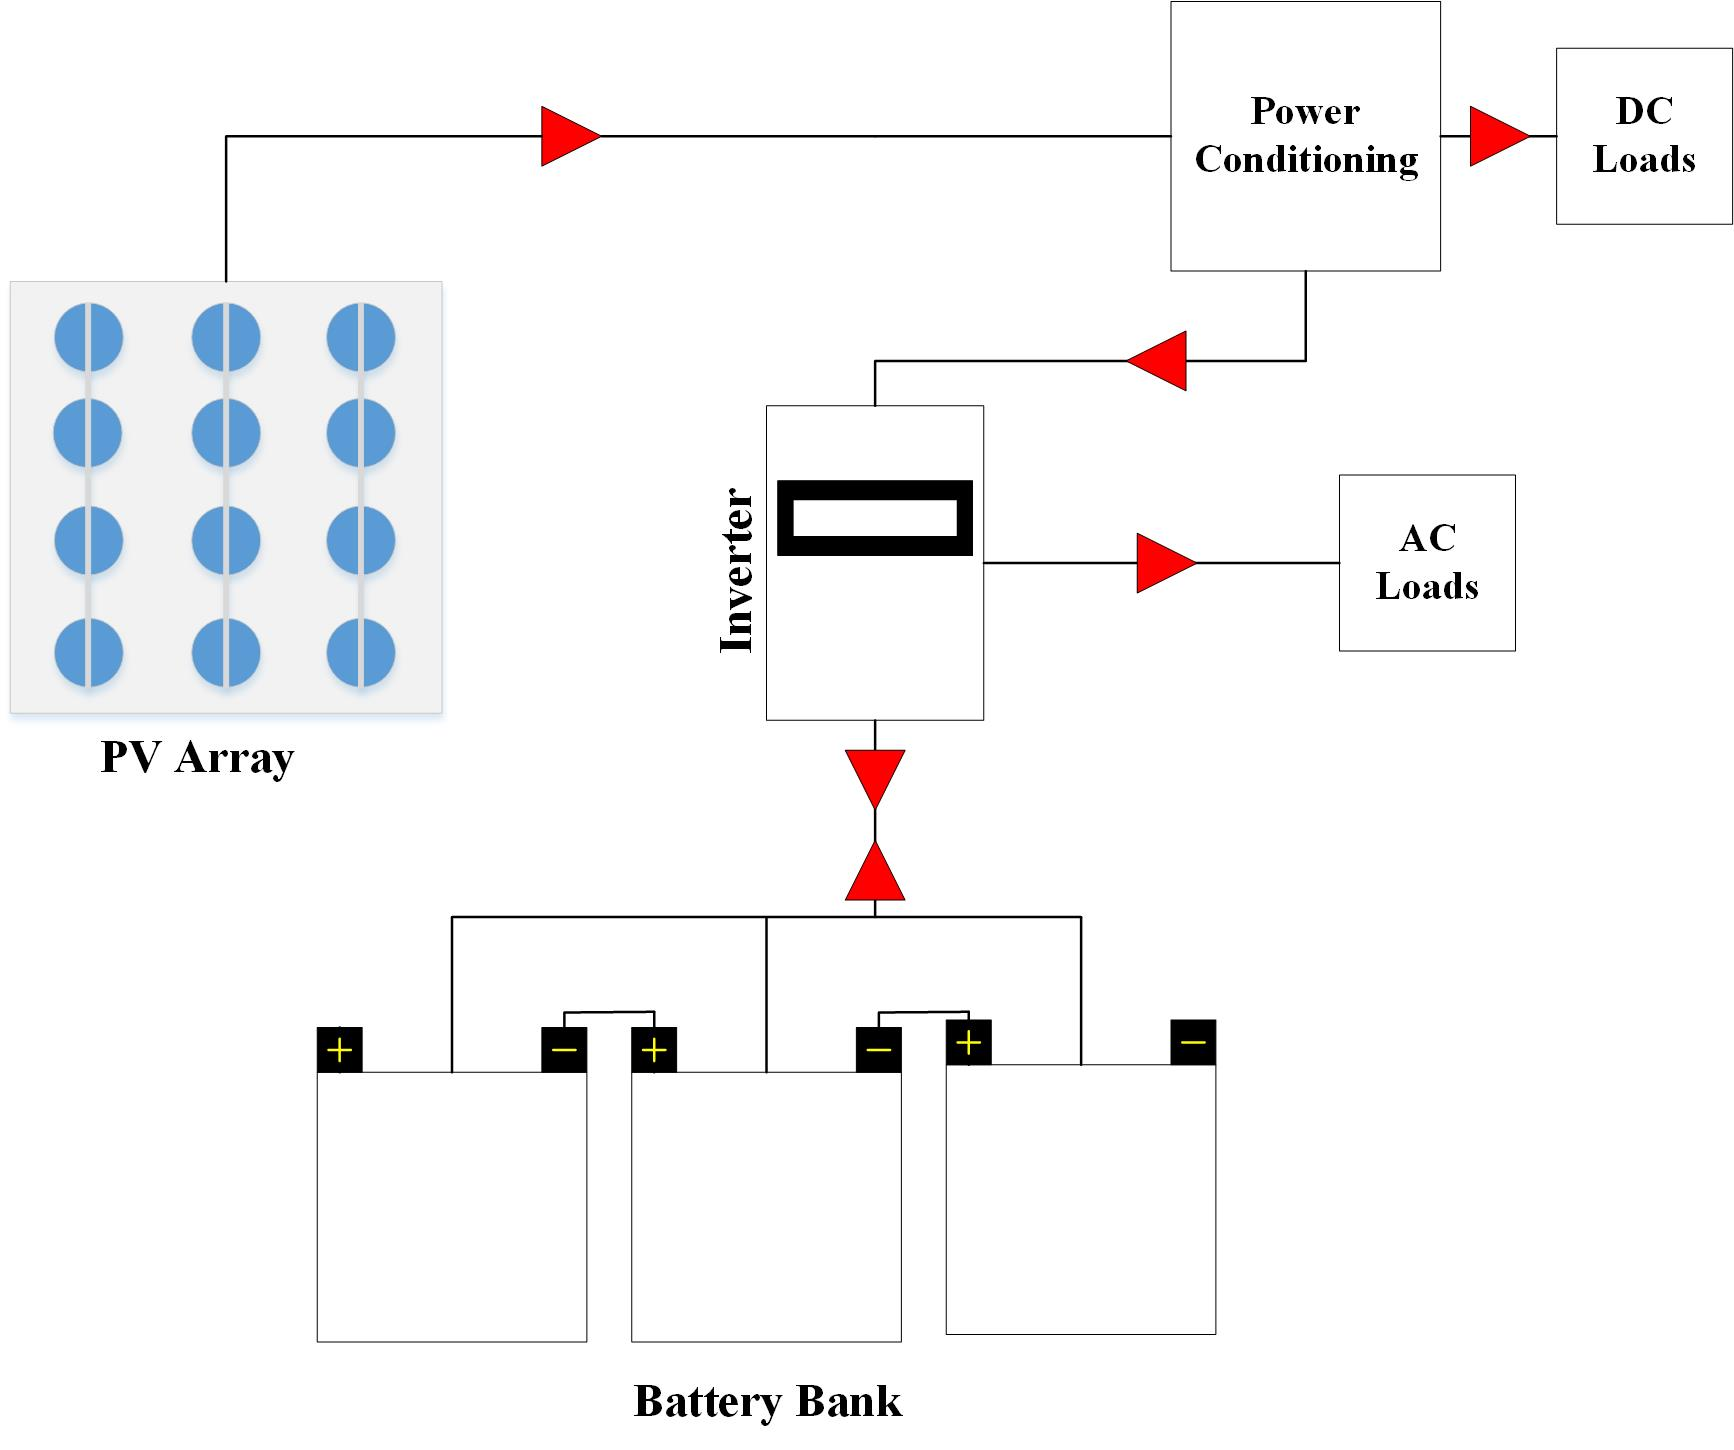 Power
Conditioning
DC
Loads
Inverter
AC
Loads
PV Array
+
−
+
−
+
−
Battery Bank